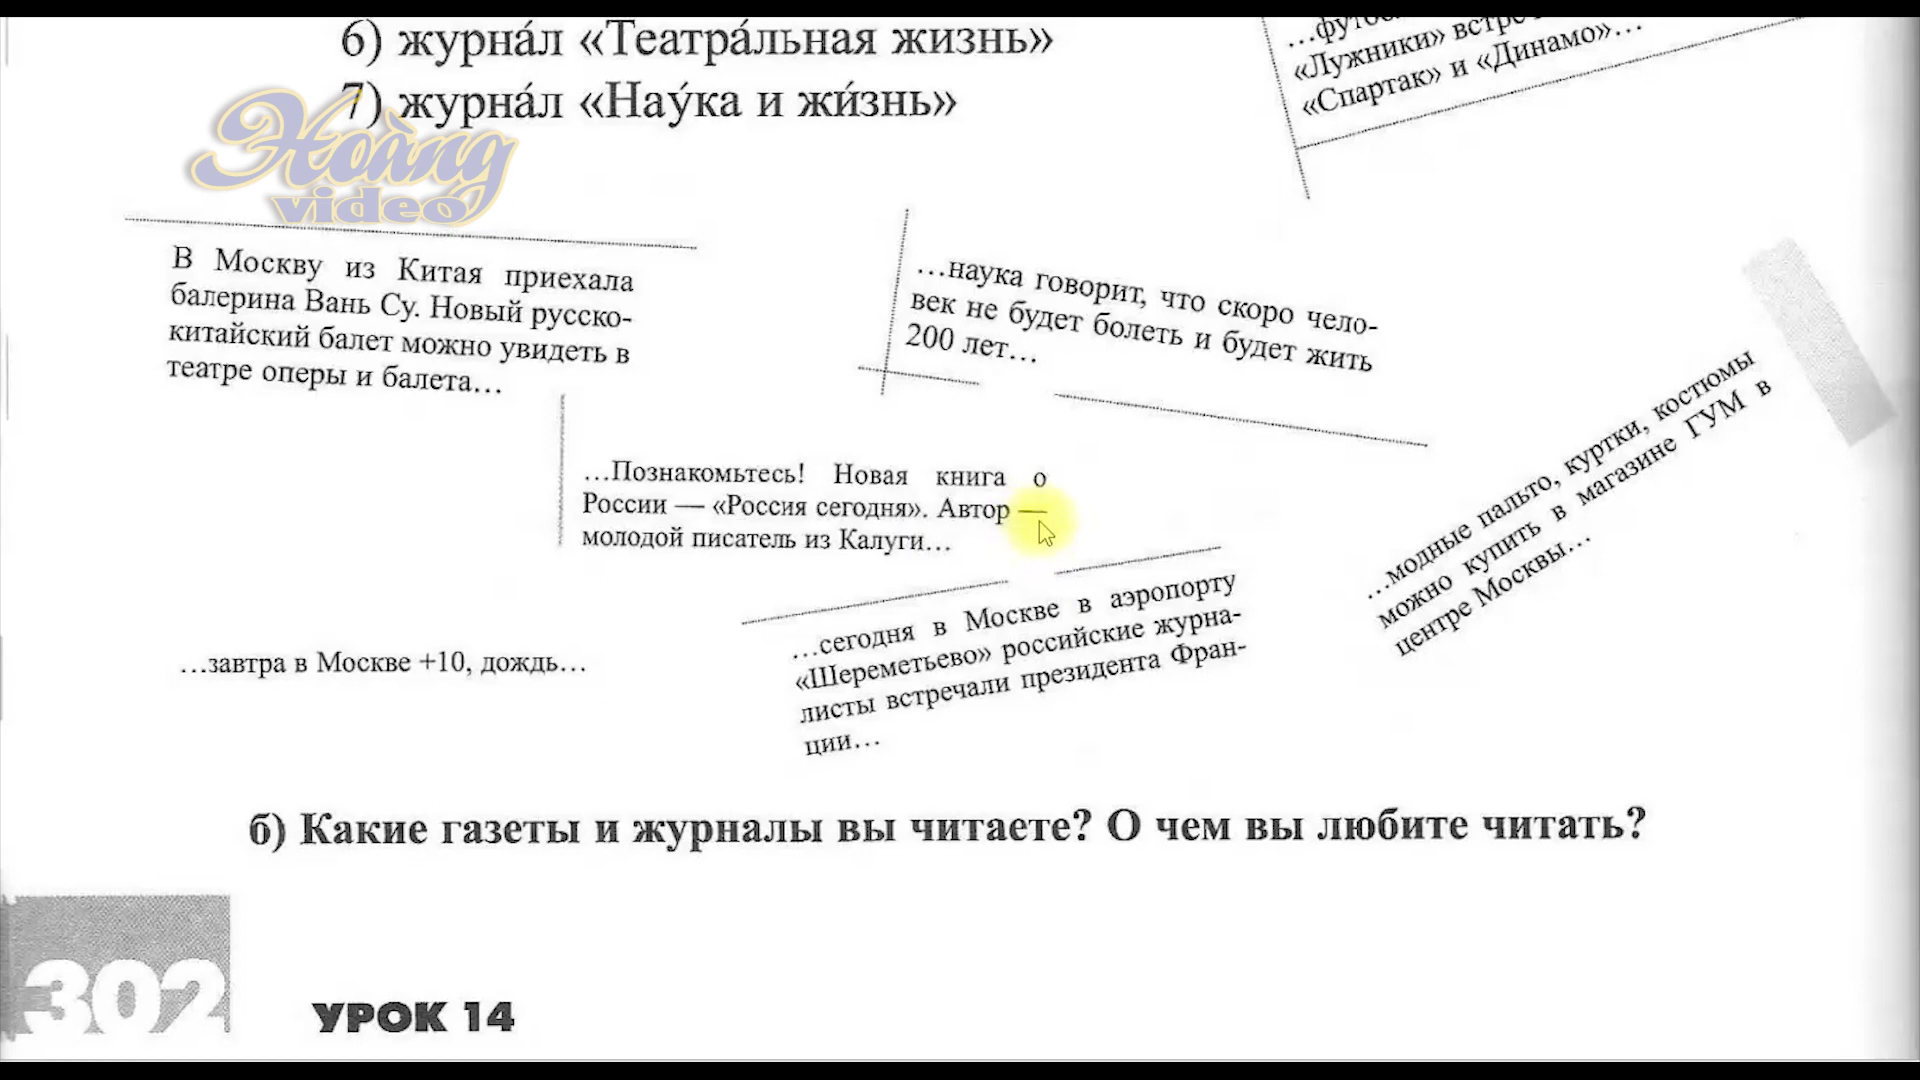 6) журна́л «Театра́льная жизнь»
7) журна́л «Нау́ка и жи́знь»
«Лужники» встре
«Спартак» и «Динамо»…
Hoàng
video
В Москву из Китая приехала
балерина Вань Су. Новый русско-
китайский балет можно увидеть в
театре оперы и балета…
…наука говорит, что скоро чело-
век не будет болеть и будет жить
200 лет…
…Познакомьтесь! Новая книга о
России — «Россия сегодня». Автор —
молодой писатель из Калуги…
…модные пальто, куртки, костюмы
можно купить в магазине ГУМ в
центре Москвы…
…завтра в Москве +10, дождь…
…сегодня в Москве в аэропорту
«Шереметьево» российские журна-
листы встречали президента Фран-
ции…
б) Какие газеты и журналы вы читаете? О чем вы любите читать?
302
УРОК 14